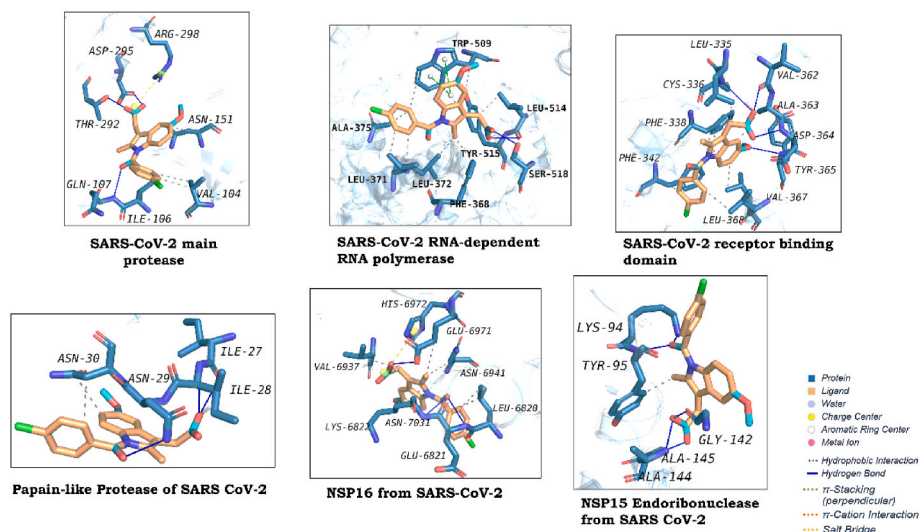 ARG-298
ASP-295
THR-292
ASN-151
GLN-107
VAL-104
ILE-106
SARS-CoV-2 main
protease
TRP-509
LEU-514
ALA-375
TYR-515
LEU-371
LEU-372
SER-518
PHE-368
SARS-CoV-2 RNA-dependent
RNA polymerase
LEU-335
VAL-362
CYS-336
ALA-363
PHE-338
ASP-364
PHE-342
TYR-365
VAL-367
LEU-368
SARS-CoV-2 receptor binding
domain
ASN-30
ILE-27
ASN-29
ILE-28
Papain-like Protease of SARS CoV-2
HIS-6972
GLU-6971
VAL-6937
ASN-6941
LEU-6820
LYS-6822
ASN-7031
GLU-6821
NSP16 from SARS-CoV-2
LYS-94
TYR-95
GLY-142
ALA-145
ALA-144
NSP15 Endoribonuclease
from SARS CoV-2
Protein
Ligand
Water
Charge Center
Aromatic Ring Center
Metal Ion
Hydrophobic Interaction
Hydrogen Bond
π-Stacking
(perpendicular)
π-Cation Interaction
Salt Bridge